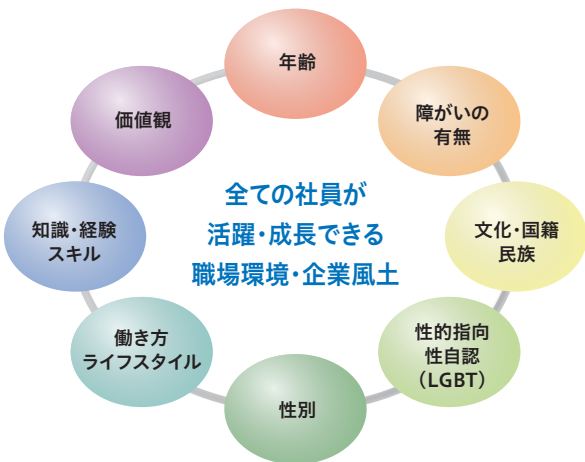 年齢
障がいの
有無
文化・国籍
民族
性的指向
性自認
（LGBT）
性別
働き方
ライフスタイル
知識・経験
スキル
価値観
全ての社員が
活躍・成長できる
職場環境・企業風土